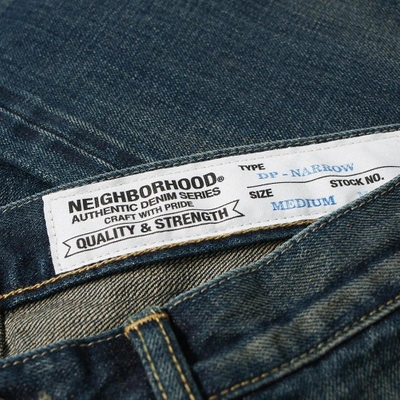 NEIGHBORHOOD®
AUTHENTIC DENIM SERIES
CRAFT WITH PRIDE
QUALITY & STRENGTH
TYPE
DP-NARROW
SIZE
STOCK NO.
MEDIUM